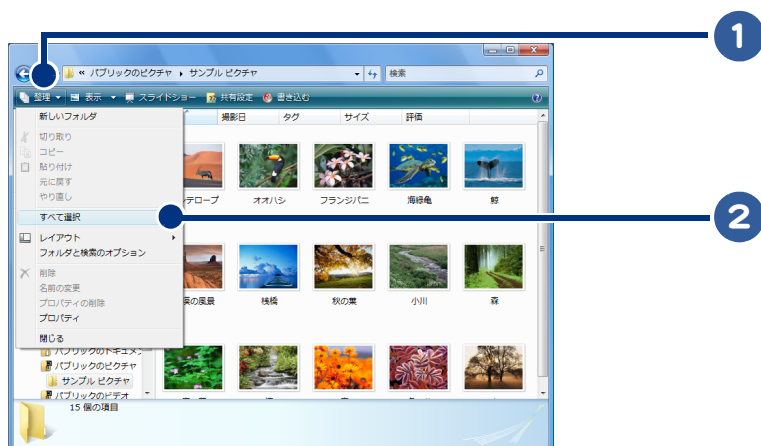 1
« パブリックのピクチャ ▸ サンプル ピクチャ
検索
整理 表示 スライドショー 共有設定 書き込む
新しいフォルダ
撮影日 タグ サイズ 評価
切り取り
コピー
貼り付け
元に戻す
やり直し
テロープ オオハシ フランジパニ 海緑亀 鯨
すべて選択
2
レイアウト
フォルダと検索のオプション
削除
名前の変更
プロパティの削除
の風景 桟橋 秋の葉 小川 森
プロパティ
閉じる
パブリックのドキュメ
パブリックのピクチャ
サンプル ピクチャ
パブリックのビデオ
15 個の項目